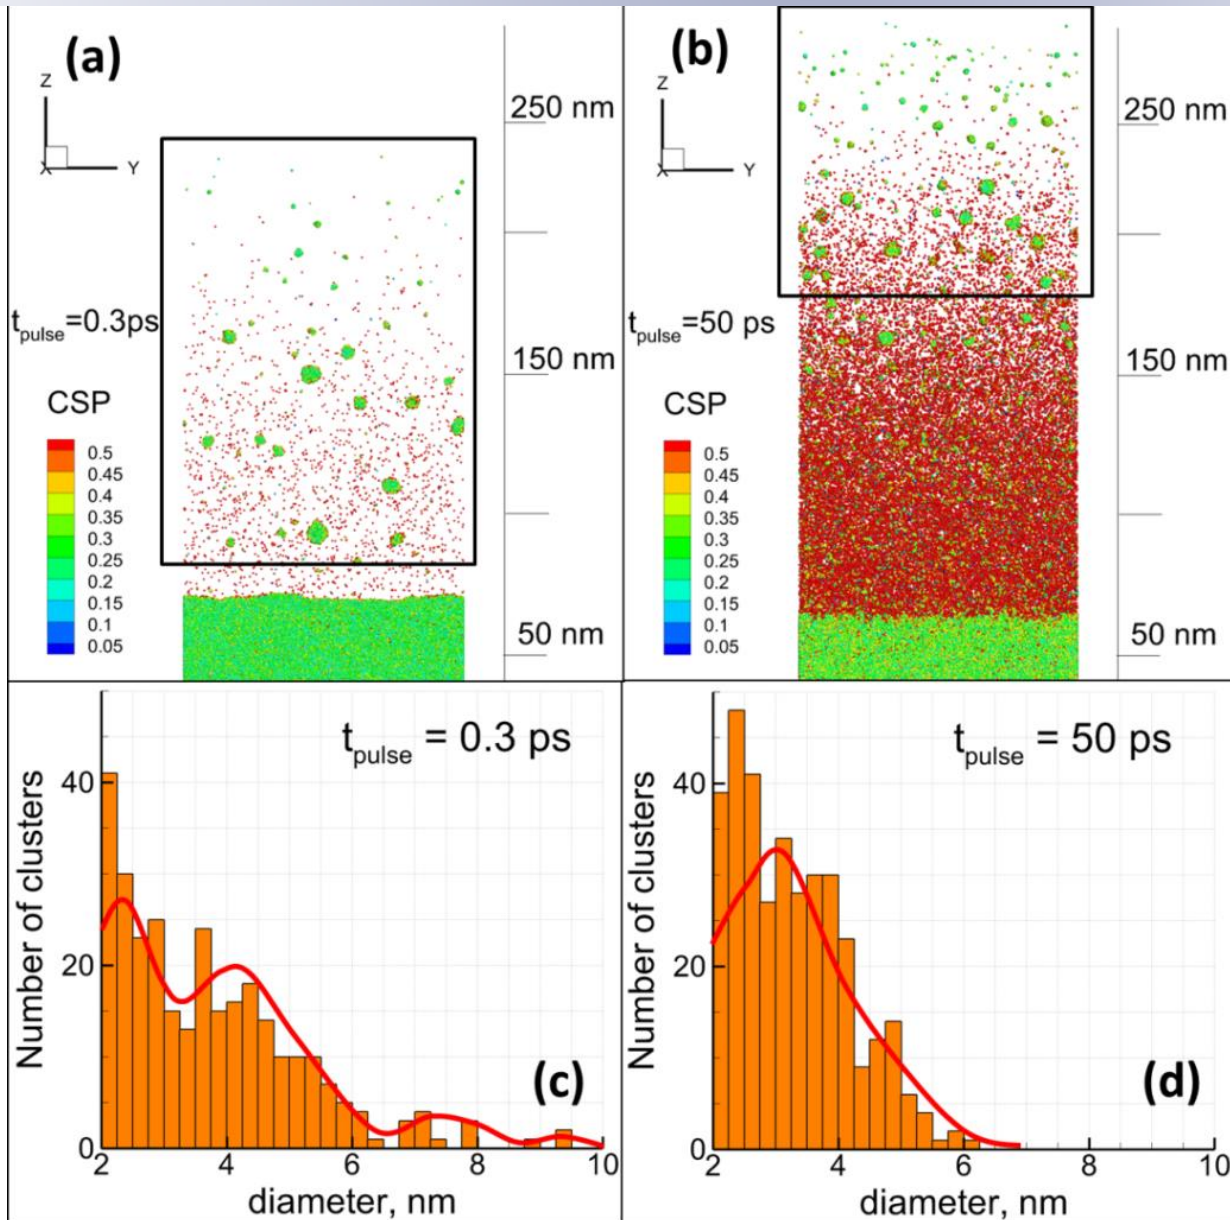 (a)
Z
X
Y
250 nm
t_pulse=0.3ps
150 nm
CSP
0.5
0.45
0.4
0.35
0.3
0.25
0.2
0.15
0.1
0.05
50 nm
(b)
Z
X
Y
250 nm
t_pulse=50 ps
150 nm
CSP
0.5
0.45
0.4
0.35
0.3
0.25
0.2
0.15
0.1
0.05
50 nm
t_pulse = 0.3 ps
Number of clusters
40
20
0
(c)
2 4 6 8 10
diameter, nm
t_pulse = 50 ps
Number of clusters
40
20
0
(d)
2 4 6 8 10
diameter, nm